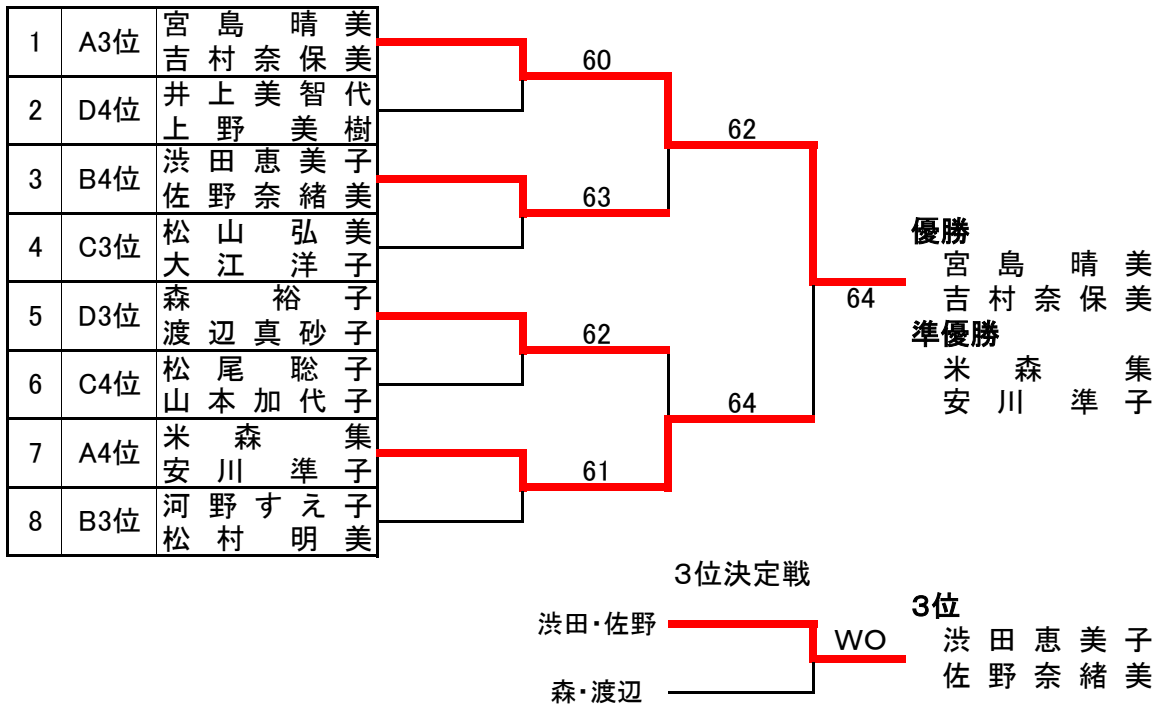 1 A3位 宮島晴美
吉村奈保美
2 D4位 井上美智代
上野美樹
3 B4位 渋田恵美子
佐野奈緒美
4 C3位 松山弘美
大江洋子
5 D3位 森裕子
渡辺真砂子
6 C4位 松尾聡子
山本加代子
7 A4位 米森集
安川準子
8 B3位 河野すえ子
松村明美
60
63
62
61
62
64
64
優勝
宮島晴美
吉村奈保美
準優勝
米森集
安川準子
3位決定戦
渋田・佐野
森・渡辺
WO
3位
渋田恵美子
佐野奈緒美